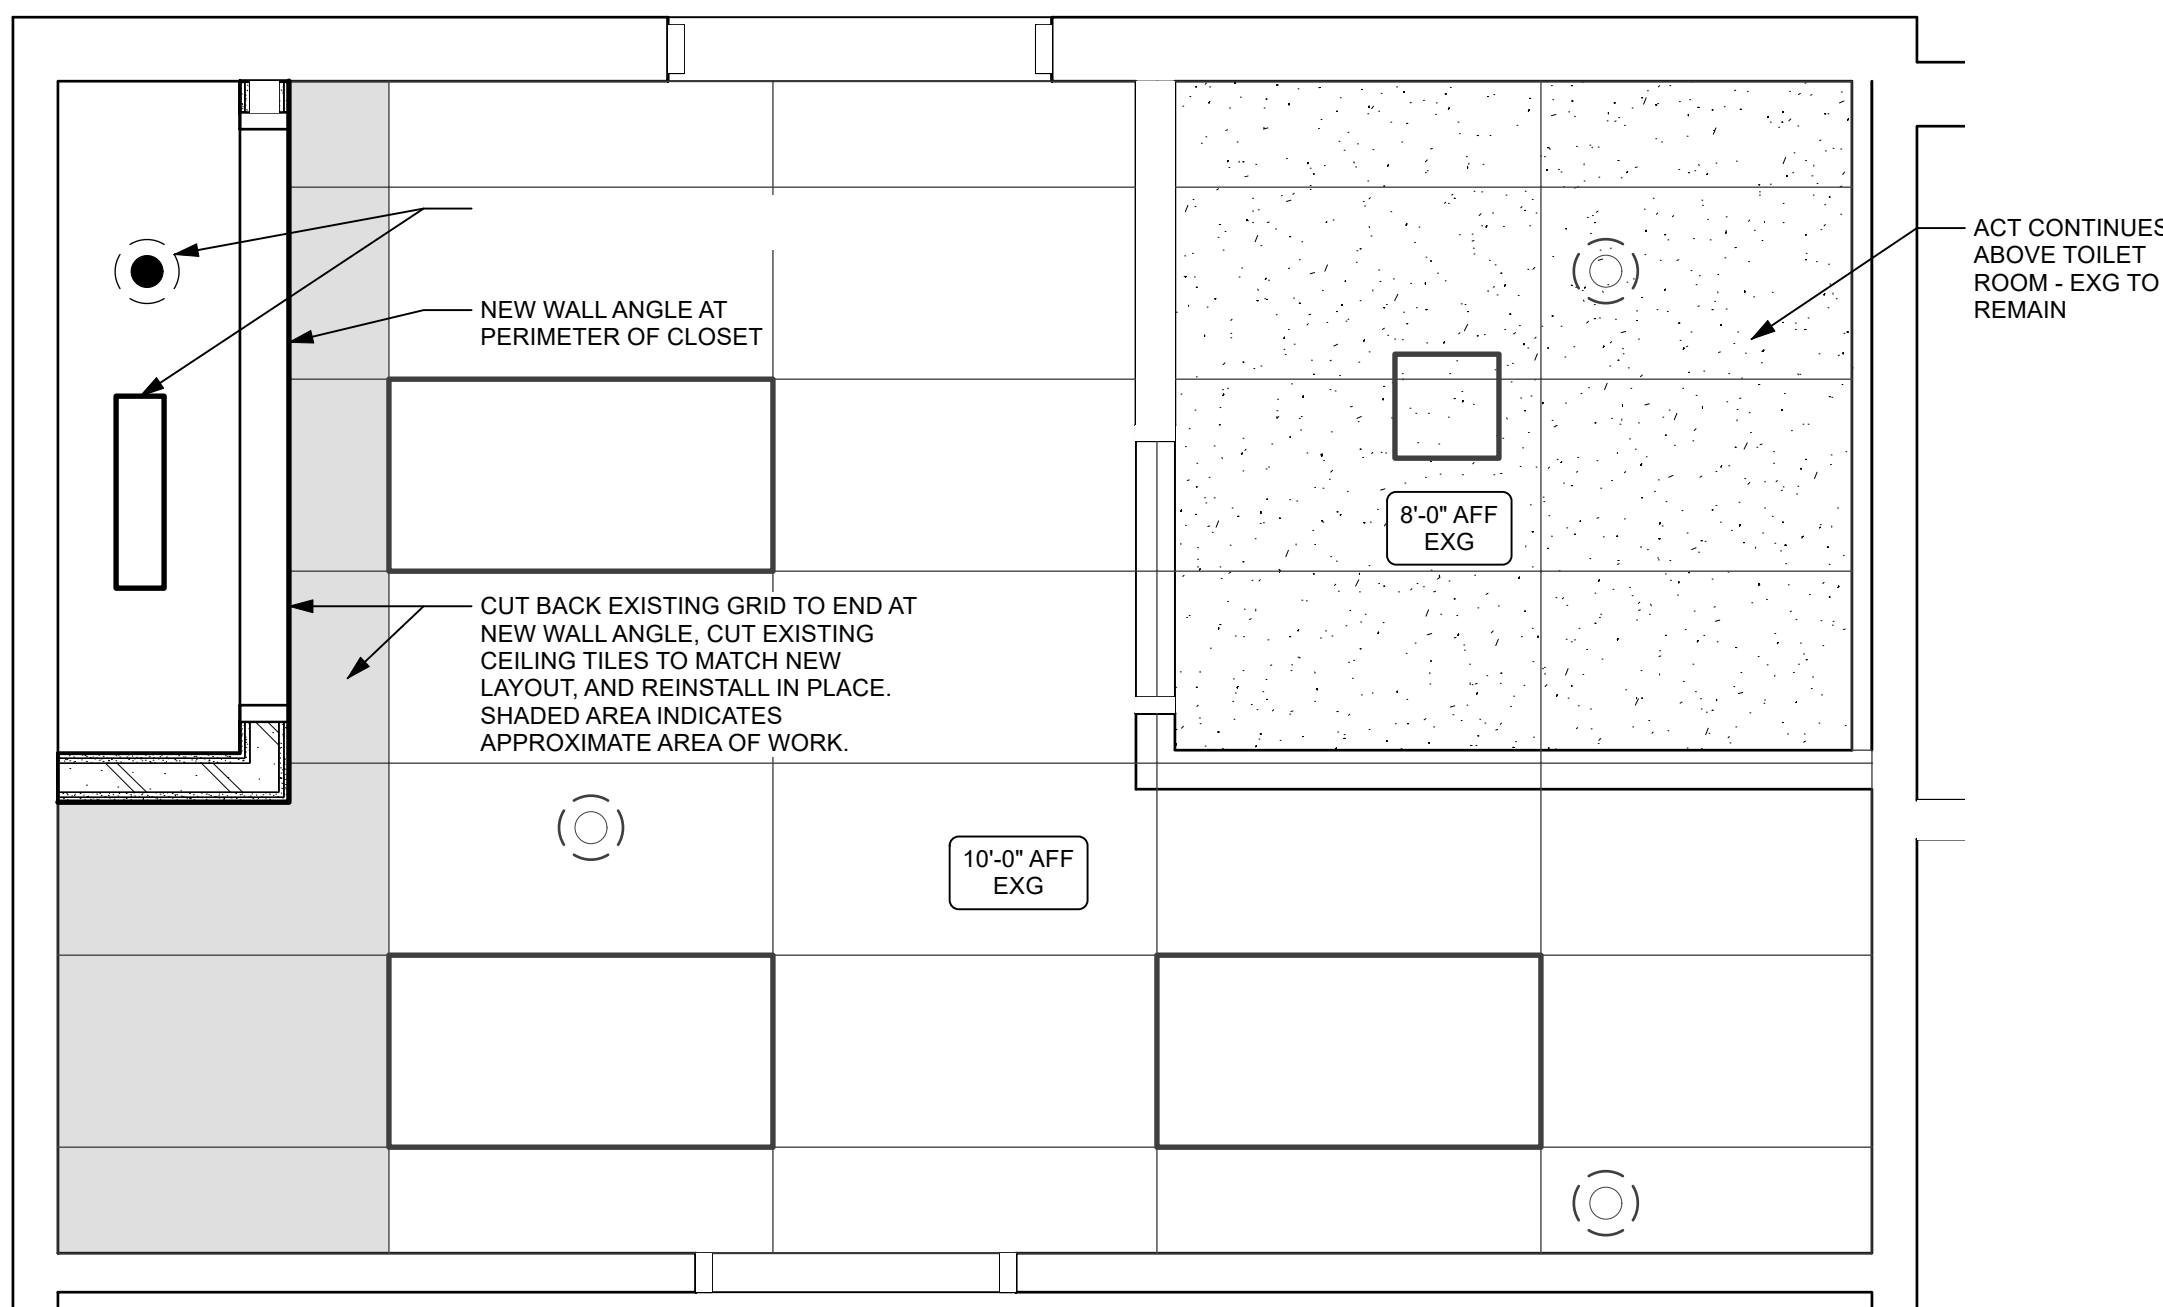 NEW WALL ANGLE AT
PERIMETER OF CLOSET
ACT CONTINUES
ABOVE TOILET
ROOM - EXG TO
REMAIN
8'-0" AFF
EXG
CUT BACK EXISTING GRID TO END AT
NEW WALL ANGLE, CUT EXISTING
CEILING TILES TO MATCH NEW
LAYOUT, AND REINSTALL IN PLACE.
SHADED AREA INDICATES
APPROXIMATE AREA OF WORK.
10'-0" AFF
EXG